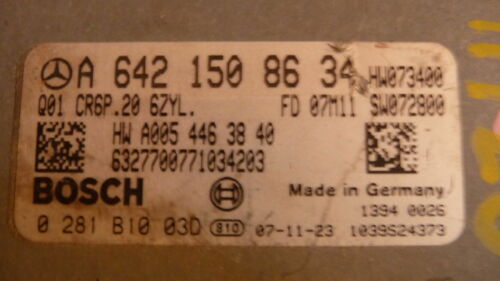 A 642 150 86 34 HW073400
Q01 CR6P.20 6ZYL. FD 07M11 SW072800
HW A005 446 38 40
6327700771034203
BOSCH Made in Germany
1394 0026
0 281 B10 03D 810 07-11-23 1039S24373